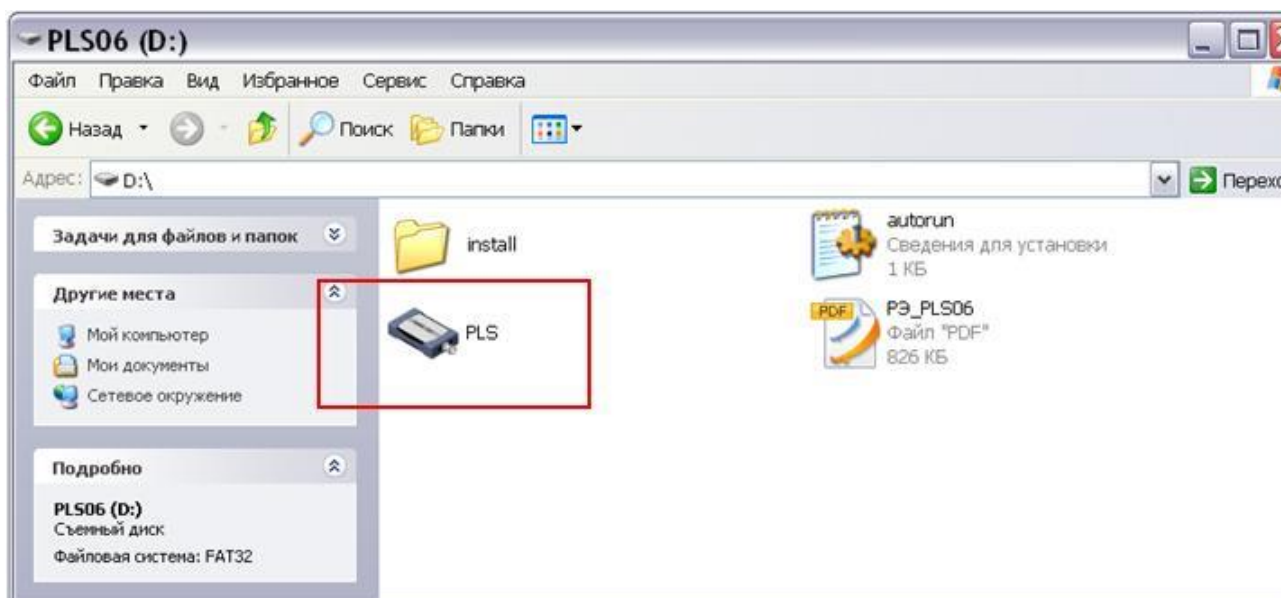 PLS06 (D:)
Файл Правка Вид Избранное Сервис Справка
Назад Поиск Папки
Адрес: D:\
Задачи для файлов и папок
Другие места
Мой компьютер
Мои документы
Сетевое окружение
Подробно
PLS06 (D:)
Съемный диск
Файловая система: FAT32
install
autorun
Сведения для установки
1 КБ
PLS
PDF
РЭ_PLS06
Файл "PDF"
826 КБ